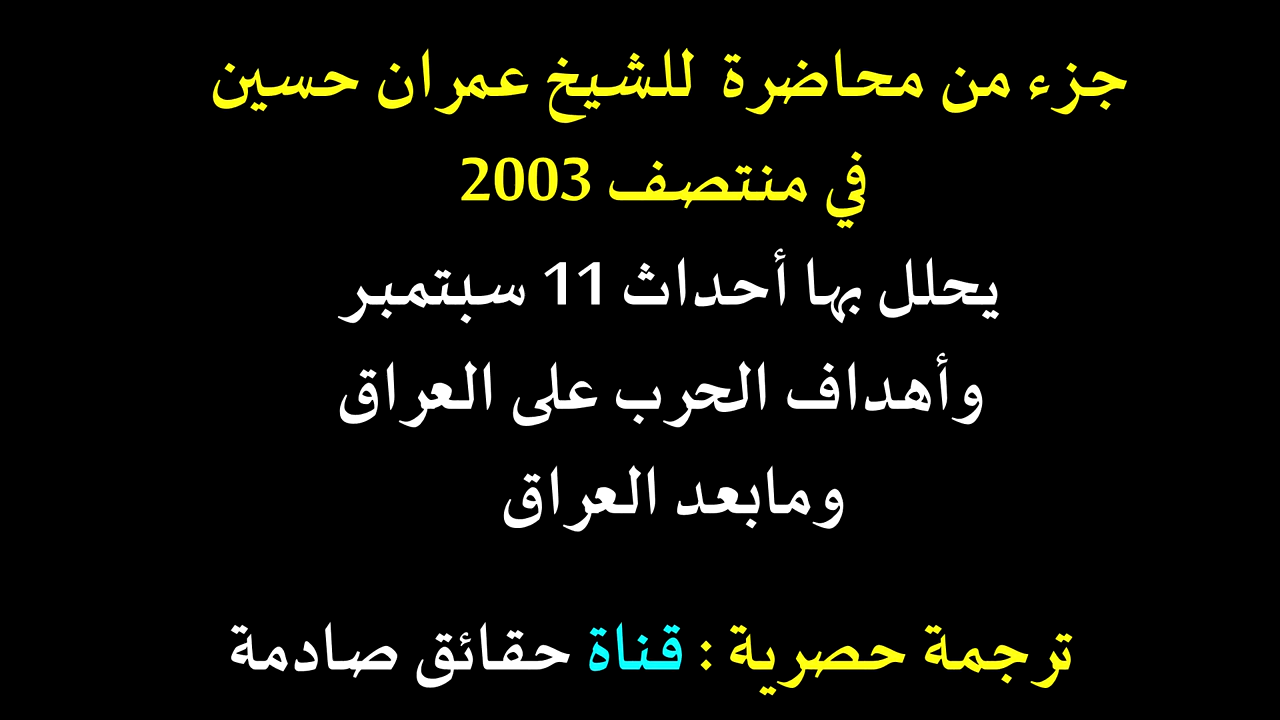 جزء من محاضرة للشيخ عمران حسين
في منتصف 2003
يحلل بها أحداث 11 سبتمبر
وأهداف الحرب على العراق
ومابعد العراق
ترجمة حصرية : قناة حقائق صادمة